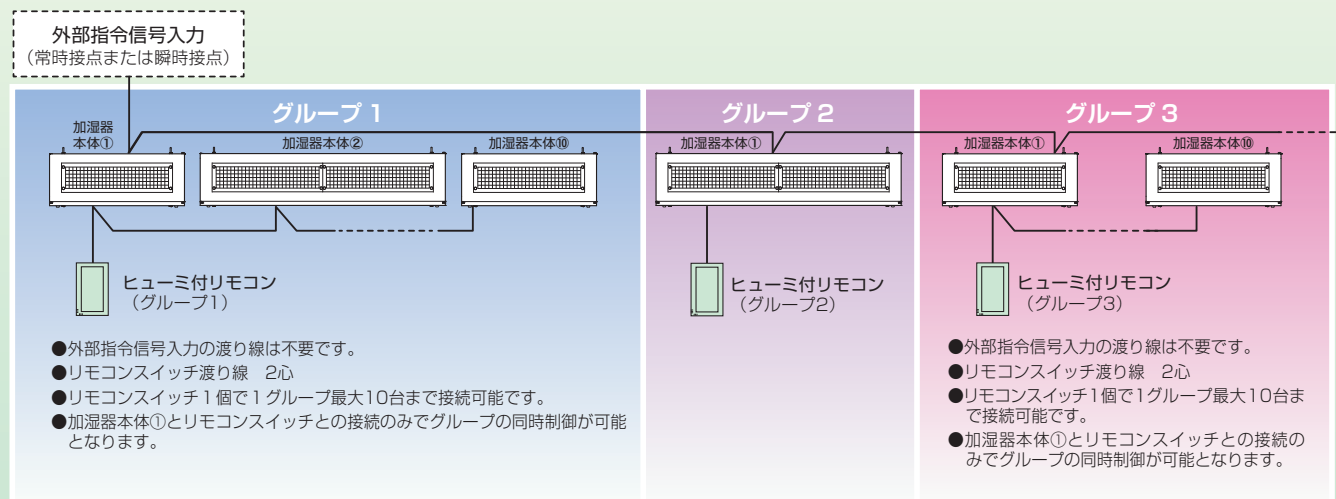 外部指令信号入力
（常時接点または瞬時接点）
グループ 1
加湿器
本体①
加湿器本体②
加湿器本体⑩
ヒューミ付リモコン
（グループ1）
●外部指令信号入力の渡り線は不要です。
●リモコンスイッチ渡り線　2心
●リモコンスイッチ１個で１グループ最大10台まで接続可能です。
●加湿器本体①とリモコンスイッチとの接続のみでグループの同時制御が可能
となります。
グループ 2
加湿器本体①
ヒューミ付リモコン
（グループ2）
グループ 3
加湿器本体①
加湿器本体⑩
ヒューミ付リモコン
（グループ3）
●外部指令信号入力の渡り線は不要です。
●リモコンスイッチ渡り線　2心
●リモコンスイッチ1個で1グループ最大10台ま
で接続可能です。
●加湿器本体①とリモコンスイッチとの接続の
みでグループの同時制御が可能となります。